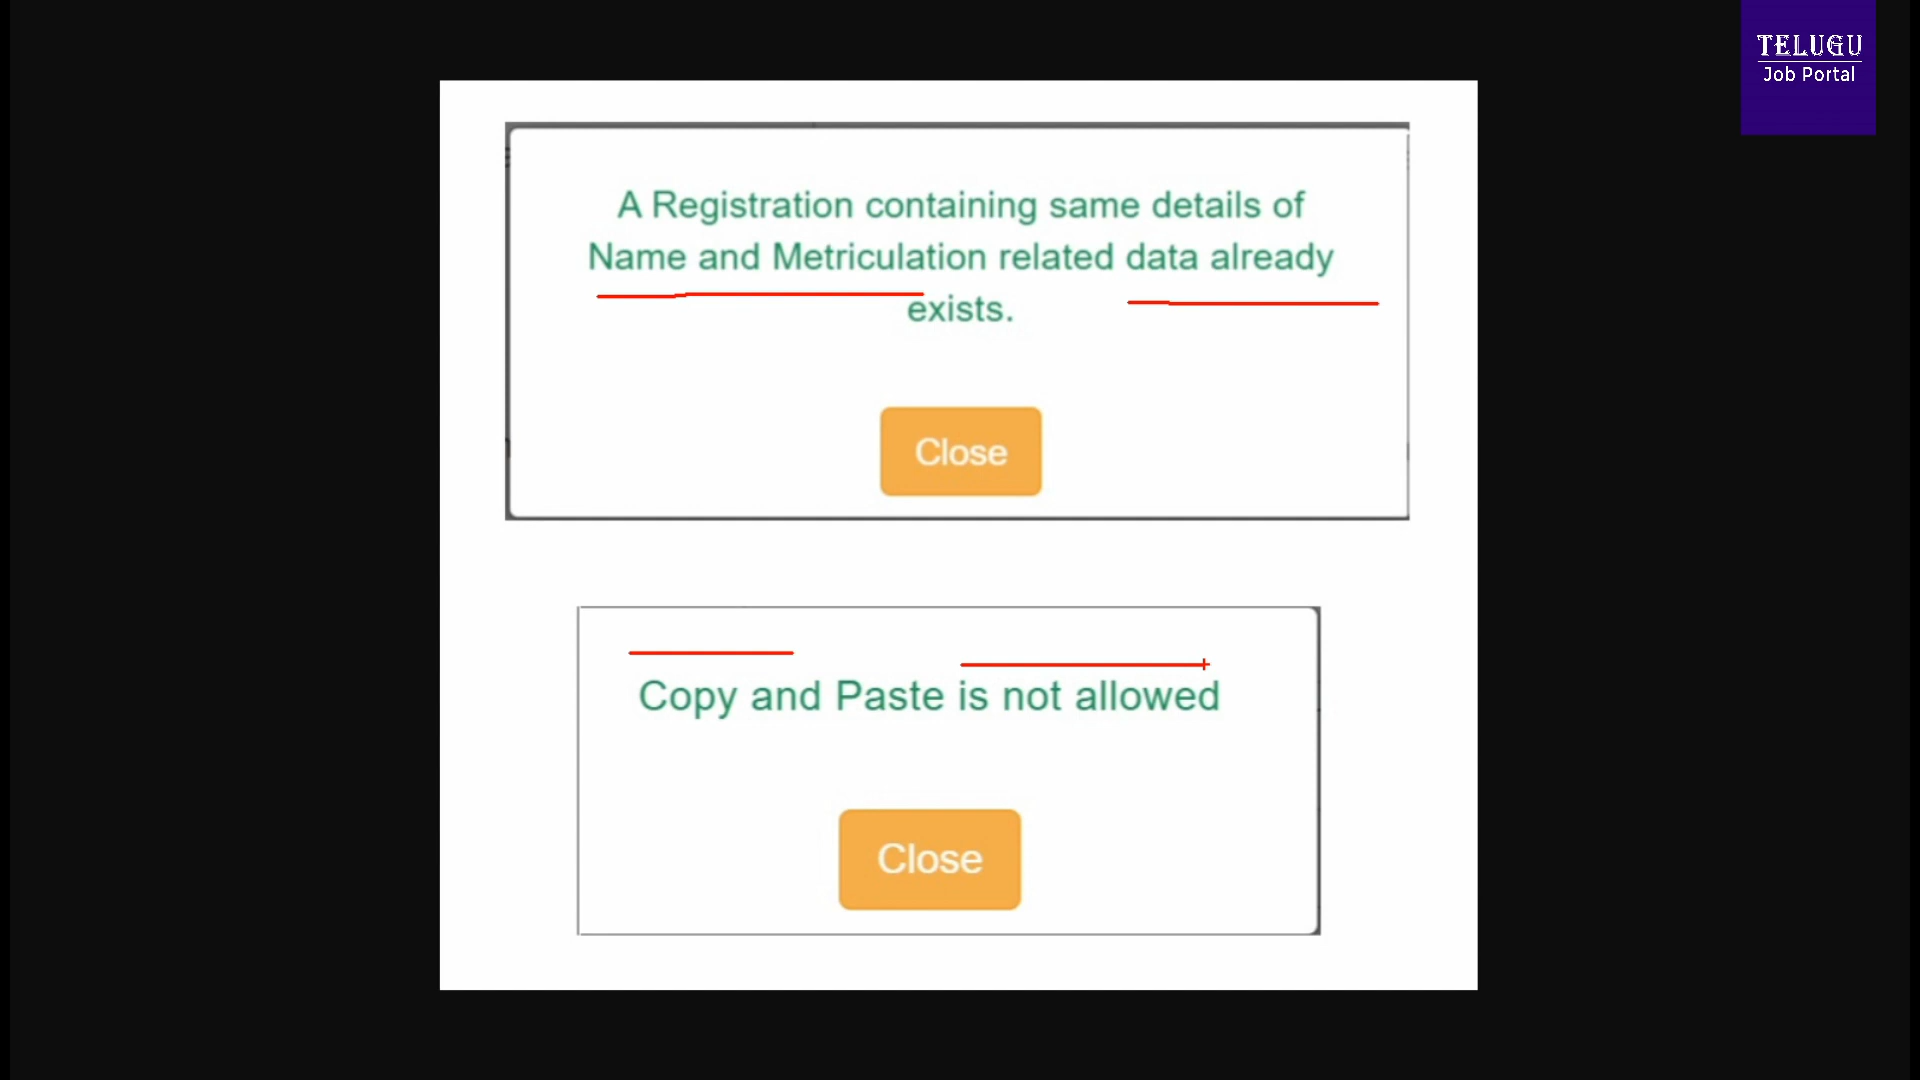 TELUGU
Job Portal
A Registration containing same details of
Name and Metriculation related data already
exists.
Close
Copy and Paste is not allowed
Close